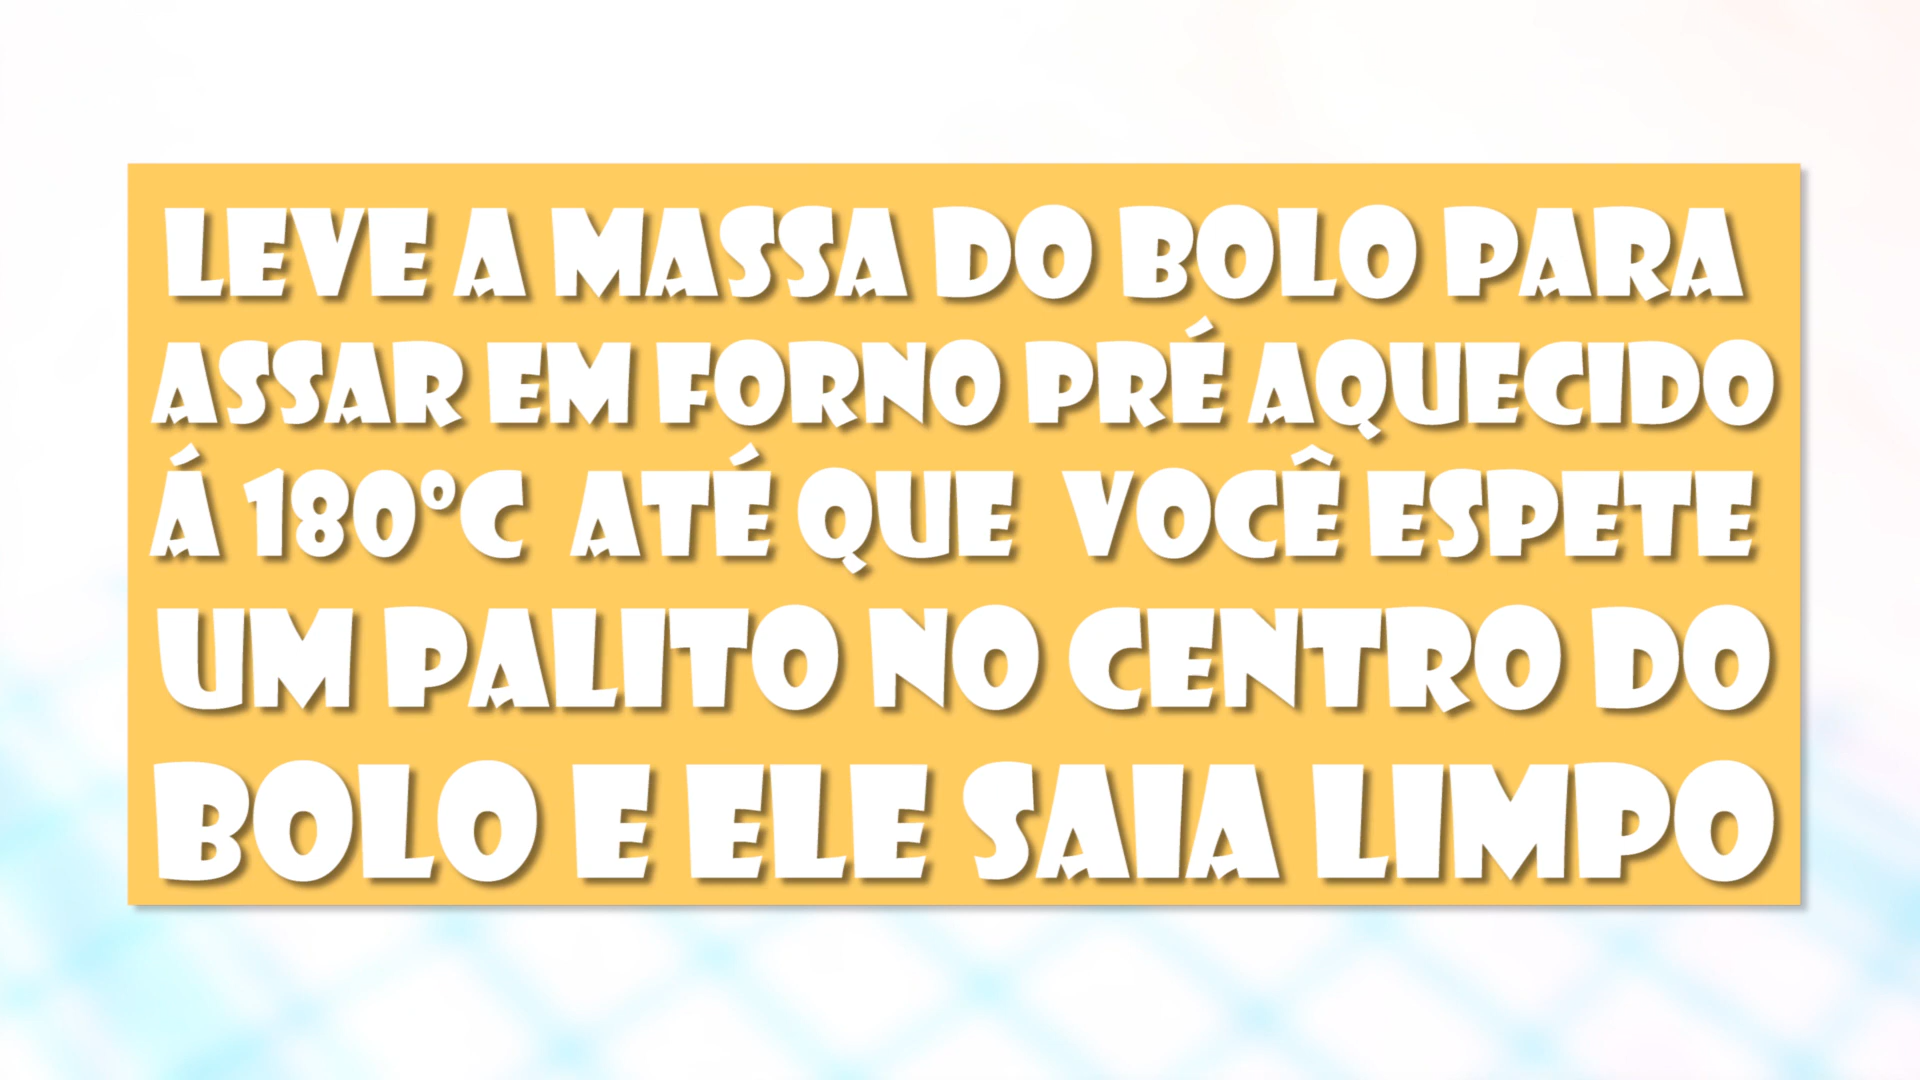 LEVE A MASSA DO BOLO PARA
ASSAR EM FORNO PRÉ AQUECIDO
Á 180ºC ATÉ QUE VOCÊ ESPETE
UM PALITO NO CENTRO DO
BOLO E ELE SAIA LIMPO